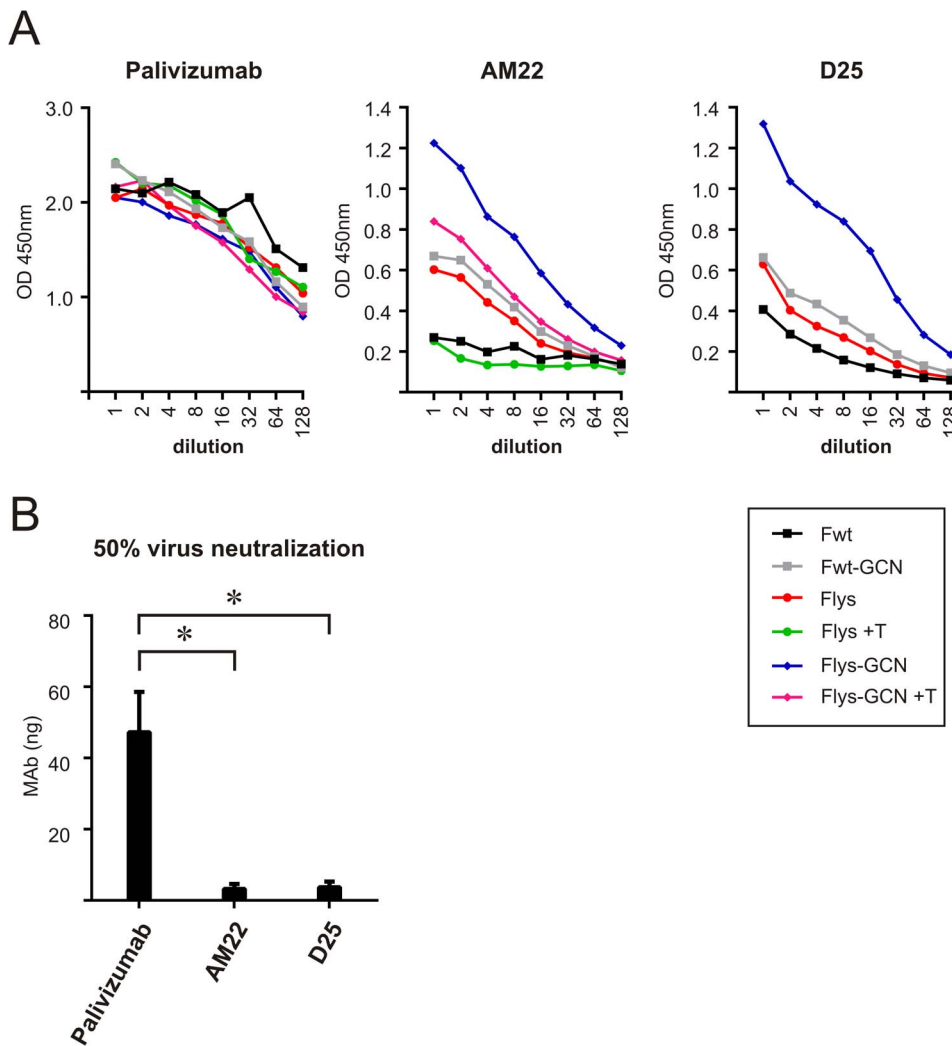 A
Palivizumab
AM22
D25
OD 450nm
3.0
2.0
1.0
1 2 4 8 16 32 64 128
dilution
OD 450nm
1.4
1.2
1.0
0.8
0.6
0.4
0.2
1 2 4 8 16 32 64 128
dilution
OD 450nm
1.4
1.2
1.0
0.8
0.6
0.4
0.2
1 2 4 8 16 32 64 128
dilution
B
50% virus neutralization
* 
*
MAb (ng)
80
60
40
20
Palivizumab
AM22
D25
Fwt
Fwt-GCN
Flys
Flys +T
Flys-GCN
Flys-GCN +T